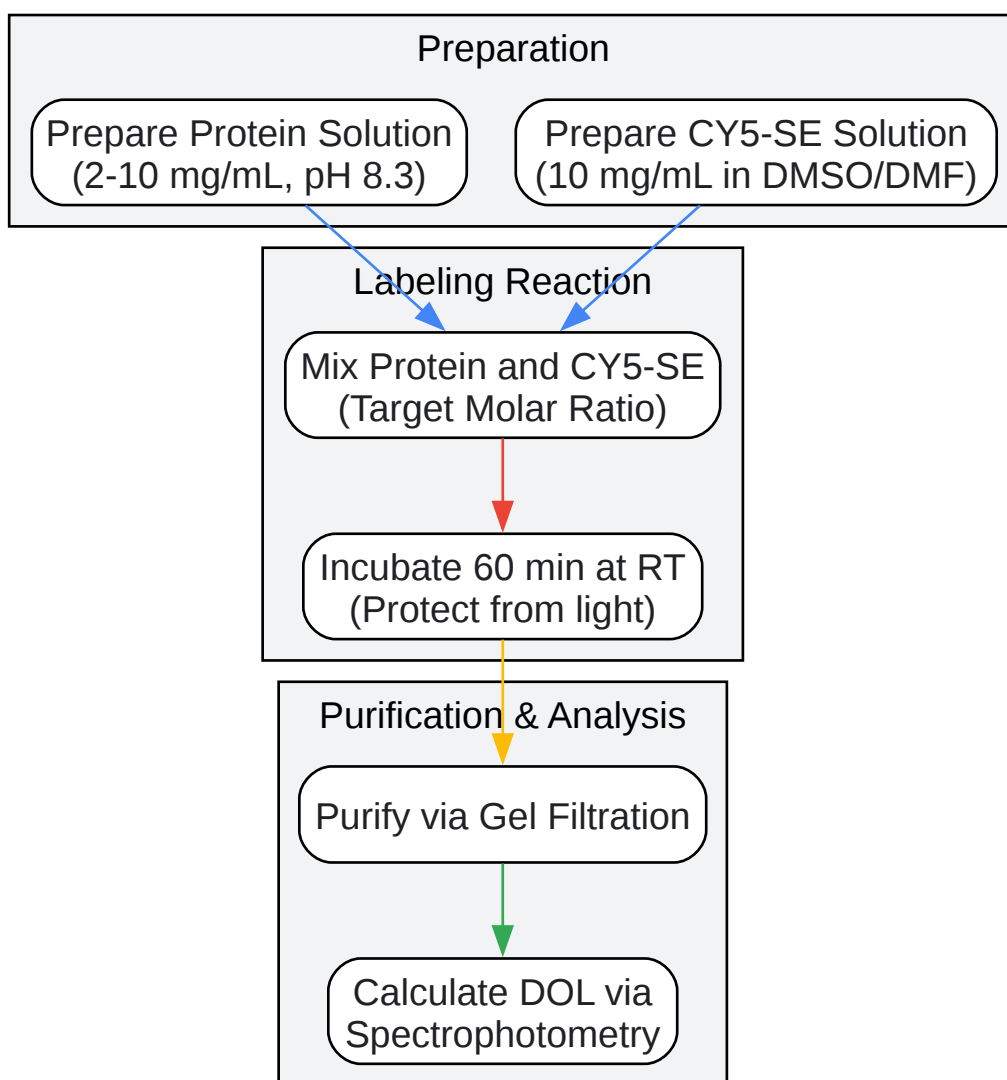 Preparation
Prepare Protein Solution
(2-10 mg/mL, pH 8.3)
Prepare CY5-SE Solution
(10 mg/mL in DMSO/DMF)
Labeling Reaction
Mix Protein and CY5-SE
(Target Molar Ratio)
Incubate 60 min at RT
(Protect from light)
Purification & Analysis
Purify via Gel Filtration
Calculate DOL via
Spectrophotometry